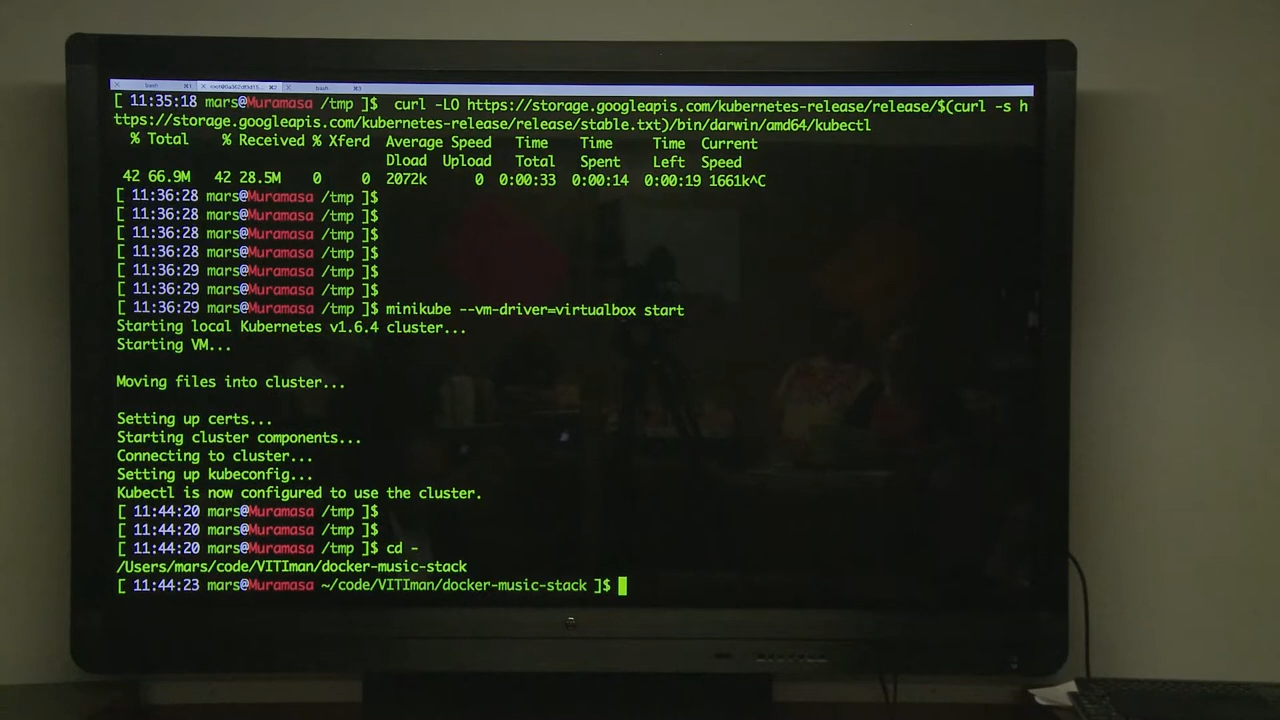 bash ⌘1 ⌘2 bash ⌘3
[ 11:35:18 mars@Muramasa /tmp ]$ curl -LO https://storage.googleapis.com/kubernetes-release/release/$(curl -s h
ttps://storage.googleapis.com/kubernetes-release/release/stable.txt)/bin/darwin/amd64/kubectl
% Total % Received % Xferd Average Speed Time Time Time Current
Dload Upload Total Spent Left Speed
42 66.9M 42 28.5M 0 0 2072k 0 0:00:33 0:00:14 0:00:19 1661k^C
[ 11:36:28 mars@Muramasa /tmp ]$
[ 11:36:28 mars@Muramasa /tmp ]$
[ 11:36:28 mars@Muramasa /tmp ]$
[ 11:36:28 mars@Muramasa /tmp ]$
[ 11:36:29 mars@Muramasa /tmp ]$
[ 11:36:29 mars@Muramasa /tmp ]$
[ 11:36:29 mars@Muramasa /tmp ]$ minikube --vm-driver=virtualbox start
Starting local Kubernetes v1.6.4 cluster...
Starting VM...
Moving files into cluster...
Setting up certs...
Starting cluster components...
Connecting to cluster...
Setting up kubeconfig...
Kubectl is now configured to use the cluster.
[ 11:44:20 mars@Muramasa /tmp ]$
[ 11:44:20 mars@Muramasa /tmp ]$
[ 11:44:20 mars@Muramasa /tmp ]$ cd -
/Users/mars/code/VITIman/docker-music-stack
[ 11:44:23 mars@Muramasa ~/code/VITIman/docker-music-stack ]$